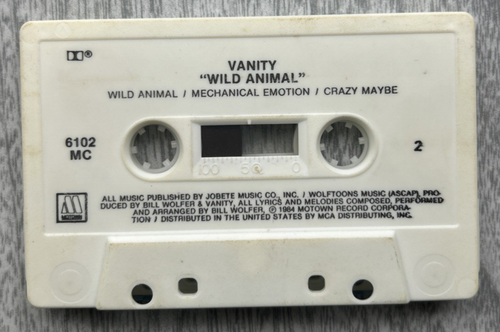 VANITY
"WILD ANIMAL"
WILD ANIMAL / MECHANICAL EMOTION / CRAZY MAYBE
6102
MC
2
ALL MUSIC PUBLISHED BY JOBETE MUSIC CO., INC. / WOLFTOONS MUSIC (ASCAP), PRO-
DUCED BY BILL WOLFER & VANITY, ALL LYRICS AND MELODIES COMPOSED, PERFORMED
AND ARRANGED BY BILL WOLFER, ℗ 1984 MOTOWN RECORD CORPORA-
TION / DISTRIBUTED IN THE UNITED STATES BY MCA DISTRIBUTING, INC.